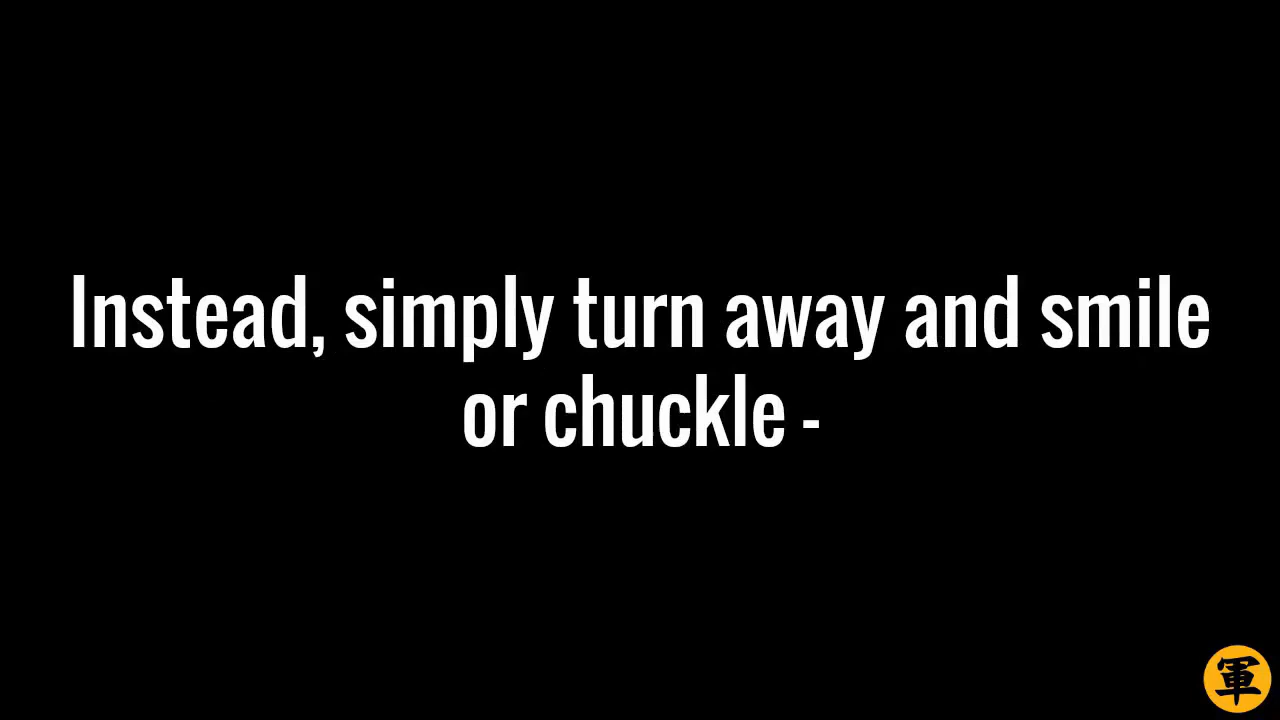 Instead, simply turn away and smile
or chuckle -
軍